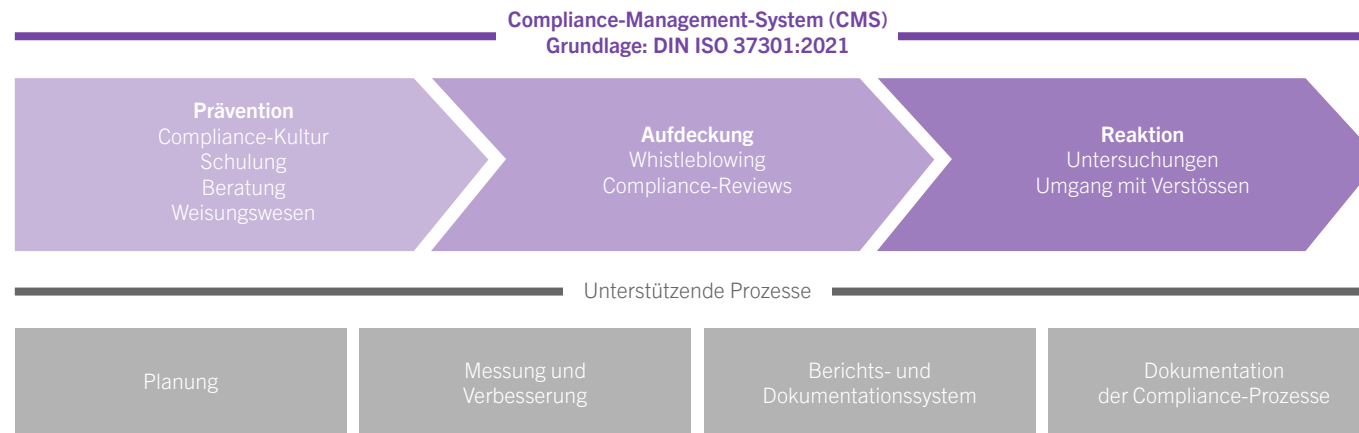 Compliance-Management-System (CMS)
Grundlage: DIN ISO 37301:2021
Prävention
Compliance-Kultur
Schulung
Beratung
Weisungswesen
Aufdeckung
Whistleblowing
Compliance-Reviews
Reaktion
Untersuchungen
Umgang mit Verstössen
Unterstützende Prozesse
Planung
Messung und
Verbesserung
Berichts- und
Dokumentationssystem
Dokumentation
der Compliance-Prozesse